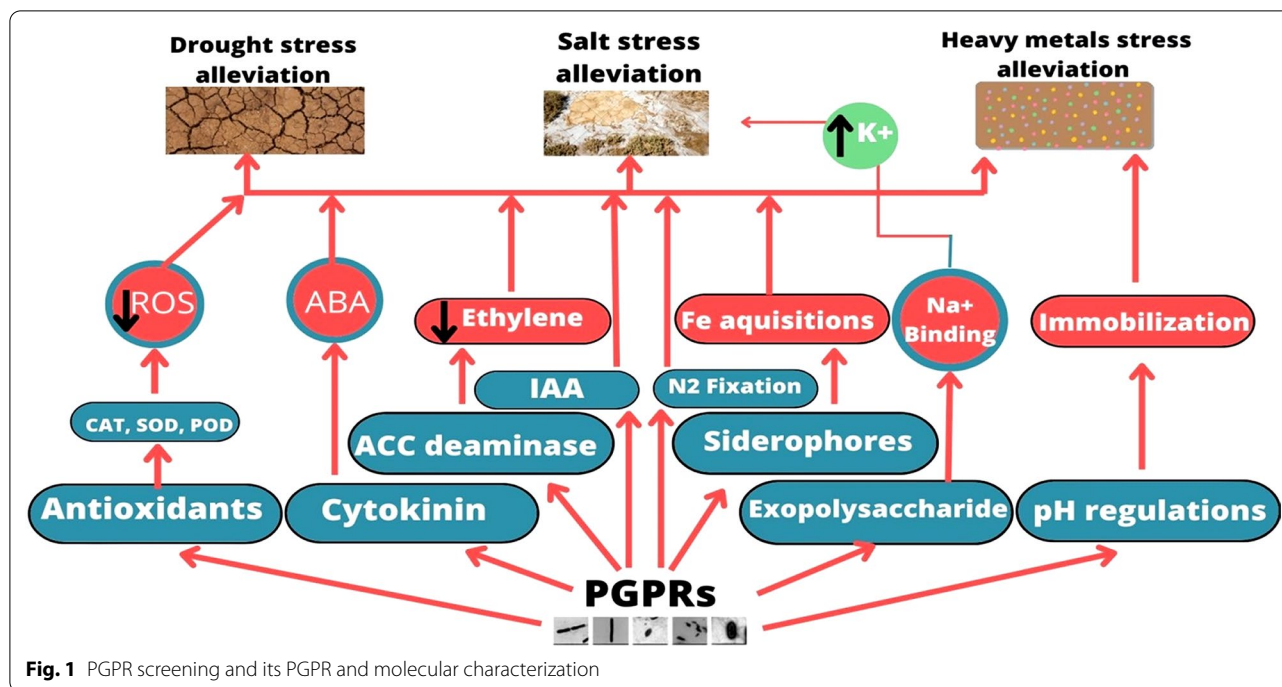 Drought stress
alleviation
Salt stress
alleviation
Heavy metals stress
alleviation
K+
ROS
ABA
Ethylene
Fe aquisitions
Na+
Binding
Immobilization
IAA
N2 Fixation
CAT, SOD, POD
ACC deaminase
Siderophores
Antioxidants
Cytokinin
Exopolysaccharide
pH regulations
PGPRs
Fig. 1 PGPR screening and its PGPR and molecular characterization